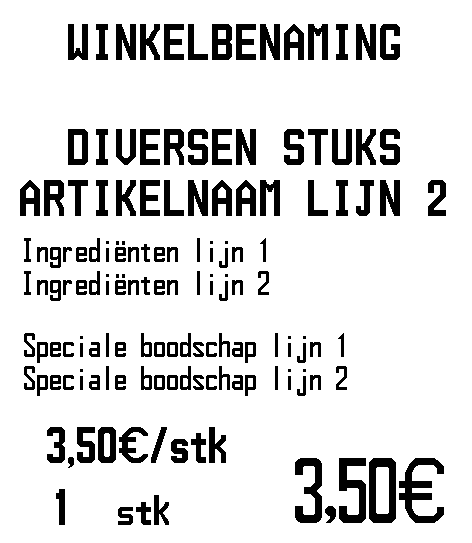 WINKELBENAMING
DIVERSEN STUKS
ARTIKELNAAM LIJN 2
Ingrediënten lijn 1
Ingrediënten lijn 2
Speciale boodschap lijn 1
Speciale boodschap lijn 2
3,50€/stk
1 stk
3,50€